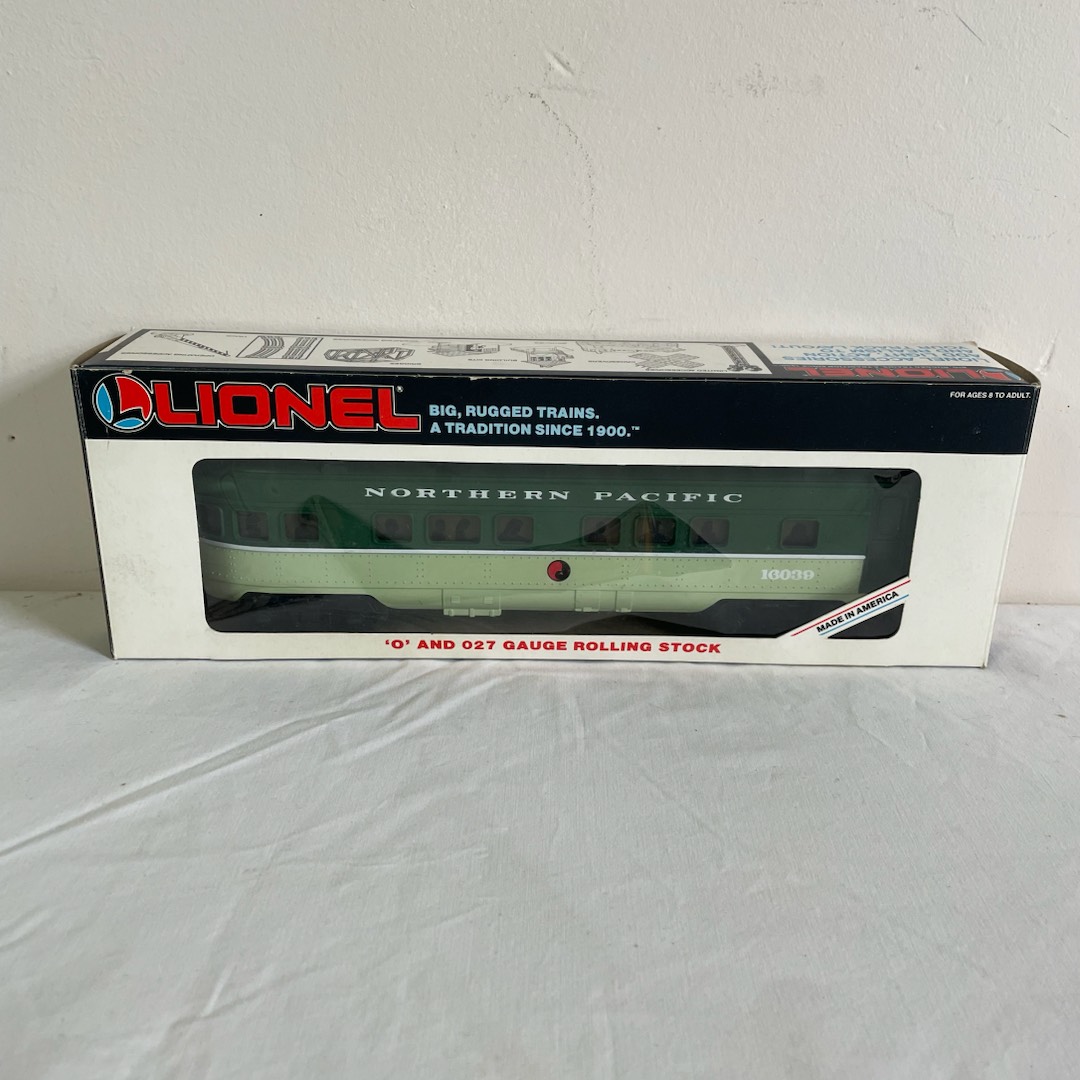 LIONEL®
BIG, RUGGED TRAINS.
A TRADITION SINCE 1900.™
FOR AGES 8 TO ADULT.
NORTHERN PACIFIC
16039
MADE IN AMERICA
'O' AND 027 GAUGE ROLLING STOCK